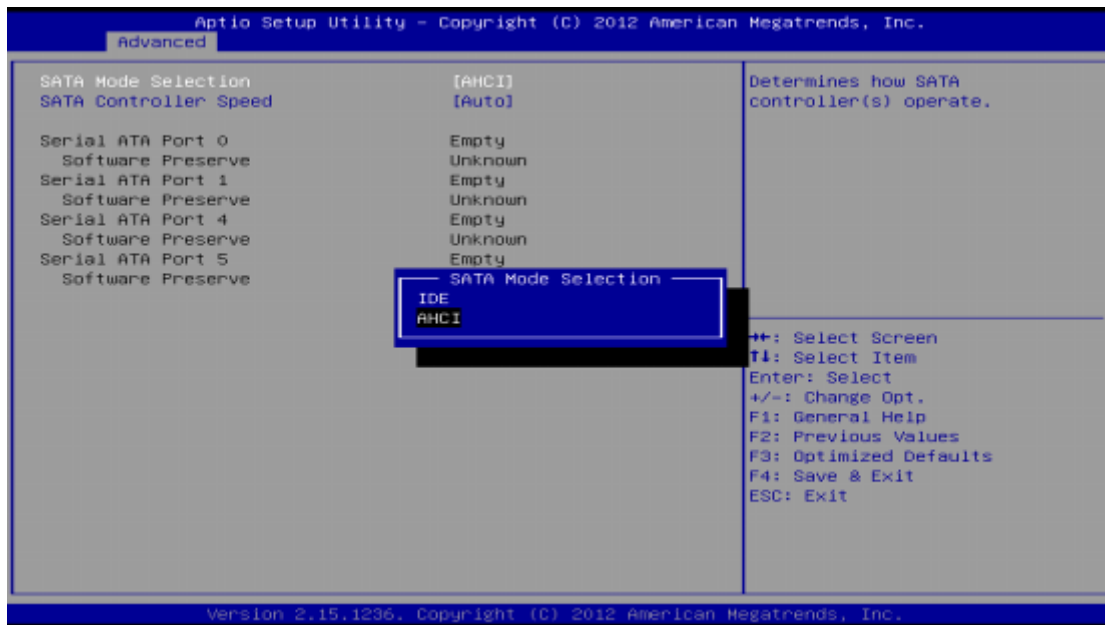 Aptio Setup Utility – Copyright (C) 2012 American Megatrends, Inc.
Advanced
SATA Mode Selection [AHCI]
SATA Controller Speed [Auto]
Serial ATA Port 0 Empty
Software Preserve Unknown
Serial ATA Port 1 Empty
Software Preserve Unknown
Serial ATA Port 4 Empty
Software Preserve Unknown
Serial ATA Port 5 Empty
Software Preserve
SATA Mode Selection
IDE
AHCI
Determines how SATA
controller(s) operate.
→←: Select Screen
↑↓: Select Item
Enter: Select
+/-: Change Opt.
F1: General Help
F2: Previous Values
F3: Optimized Defaults
F4: Save & Exit
ESC: Exit
Version 2.15.1236. Copyright (C) 2012 American Megatrends, Inc.